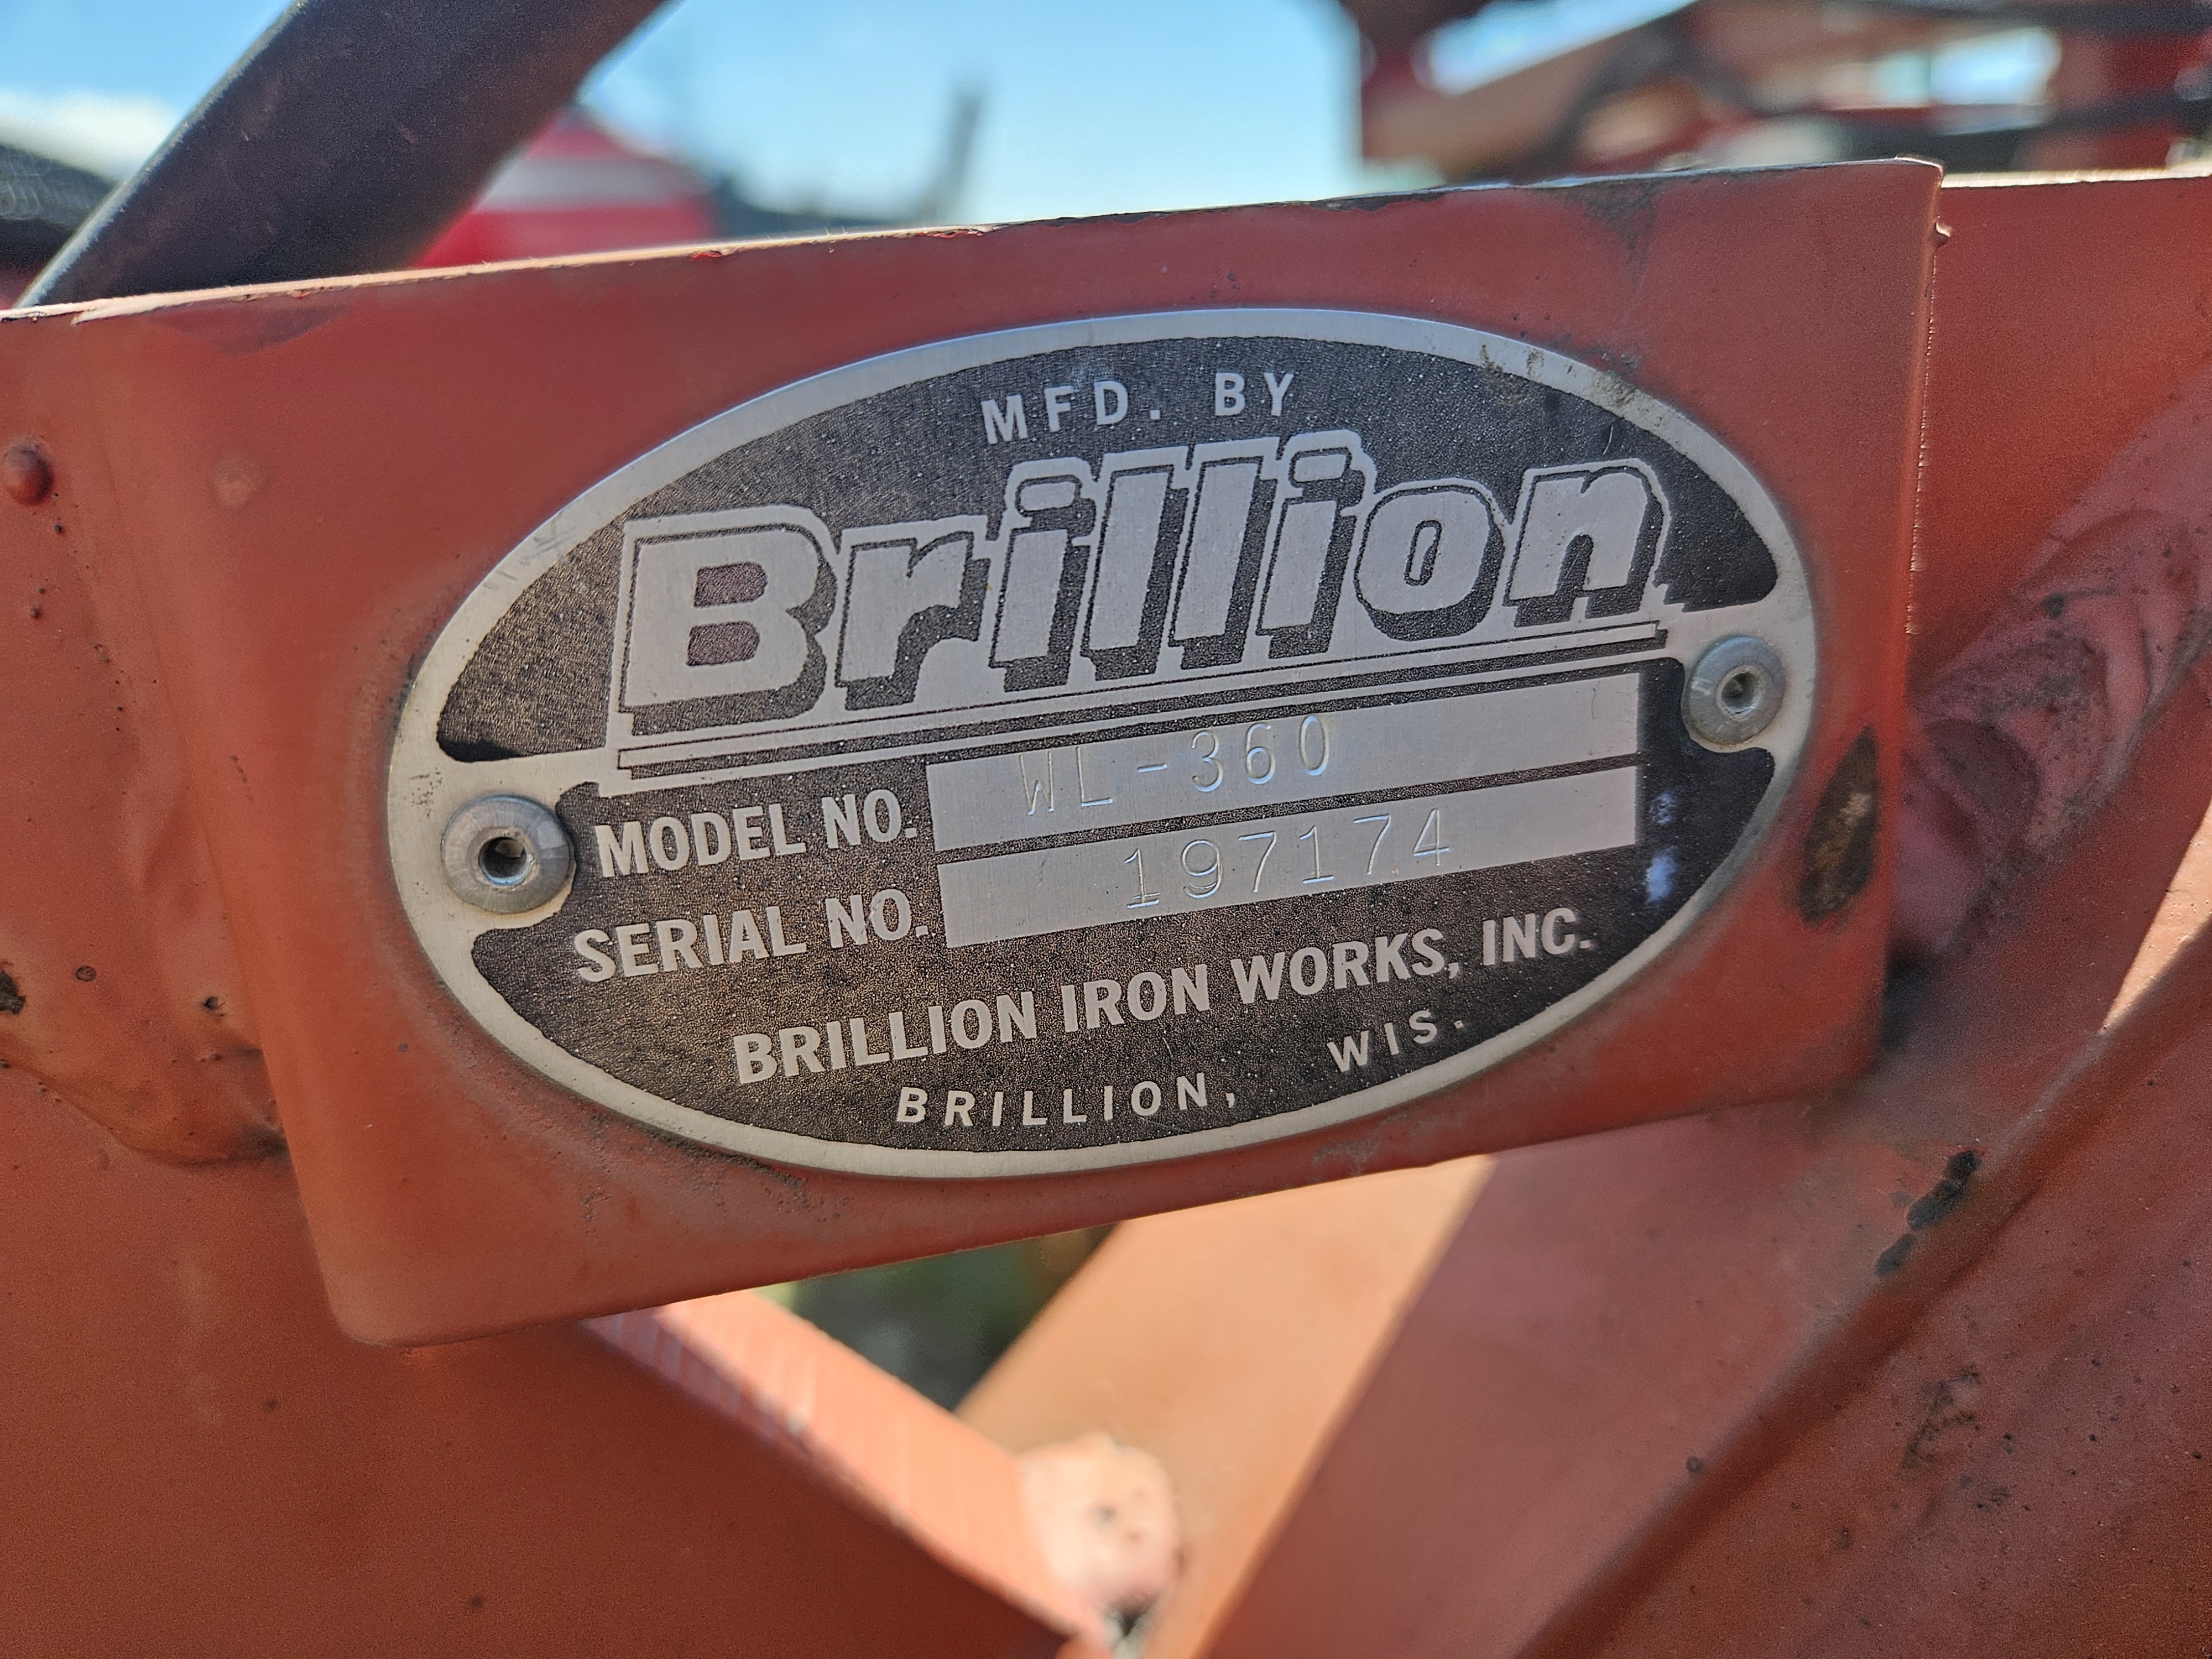 MFD. BY
Brillion
MODEL NO. WL-360
SERIAL NO. 197174
BRILLION IRON WORKS, INC.
BRILLION, WIS.